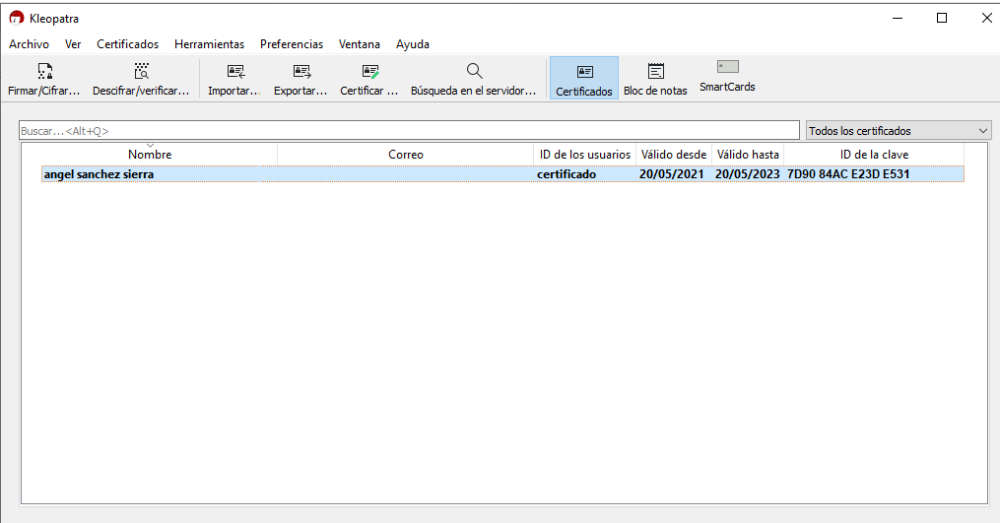 Kleopatra
Archivo Ver Certificados Herramientas Preferencias Ventana Ayuda
Firmar/Cifrar... Descifrar/verificar... Importar... Exportar... Certificar ... Búsqueda en el servidor... Certificados Bloc de notas SmartCards
Buscar...<Alt+Q> Todos los certificados
Nombre Correo ID de los usuarios Válido desde Válido hasta ID de la clave
angel sanchez sierra certificado 20/05/2021 20/05/2023 7D90 84AC E23D E531